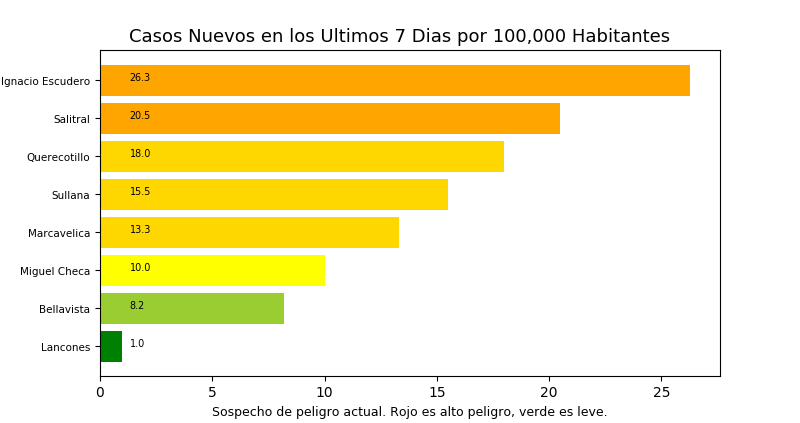 Casos Nuevos en los Ultimos 7 Dias por 100,000 Habitantes
Ignacio Escudero 26.3
Salitral 20.5
Querecotillo 18.0
Sullana 15.5
Marcavelica 13.3
Miguel Checa 10.0
Bellavista 8.2
Lancones 1.0
0 5 10 15 20 25
Sospecho de peligro actual. Rojo es alto peligro, verde es leve.